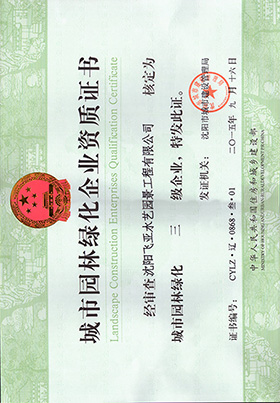 城市园林绿化企业资质证书
Landscape Construction Enterprises Qualification Certificate
经审查沈阳飞亚水艺园景工程有限公司 核定为
城市园林绿化 三 级企业,特发此证。
发证机关:沈阳市城市建设管理局
二〇一五年 九 月 十六 日
证书编号:CYLZ·辽·0868·叁·01
中华人民共和国住房和城乡建设部